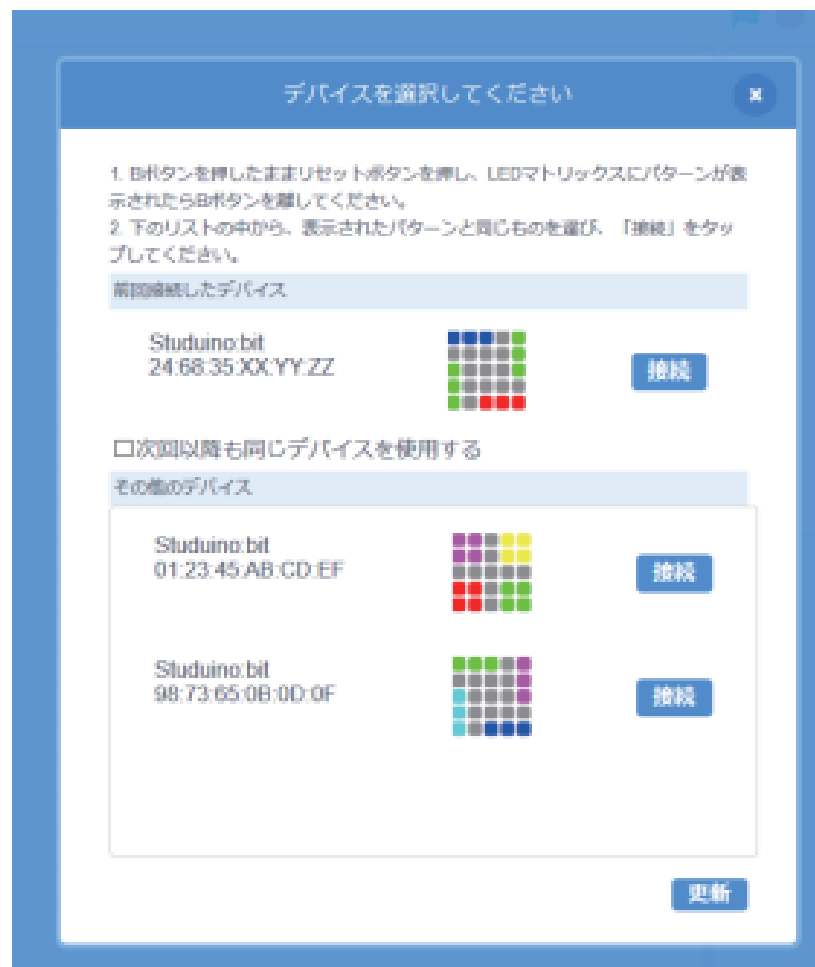 デバイスを選択してください
×
1. Bボタンを押したままリセットボタンを押し、LEDマトリックスにパターンが表
示されたらBボタンを離してください。
2. 下のリストの中から、表示されたパターンと同じものを選び、「接続」をタッ
プしてください。
前回接続したデバイス
Studuino:bit
24:68:35:XX:YY:ZZ
接続
次回以降も同じデバイスを使用する
その他のデバイス
Studuino:bit
01:23:45:AB:CD:EF
接続
Studuino:bit
98:73:65:0B:0D:0F
接続
更新